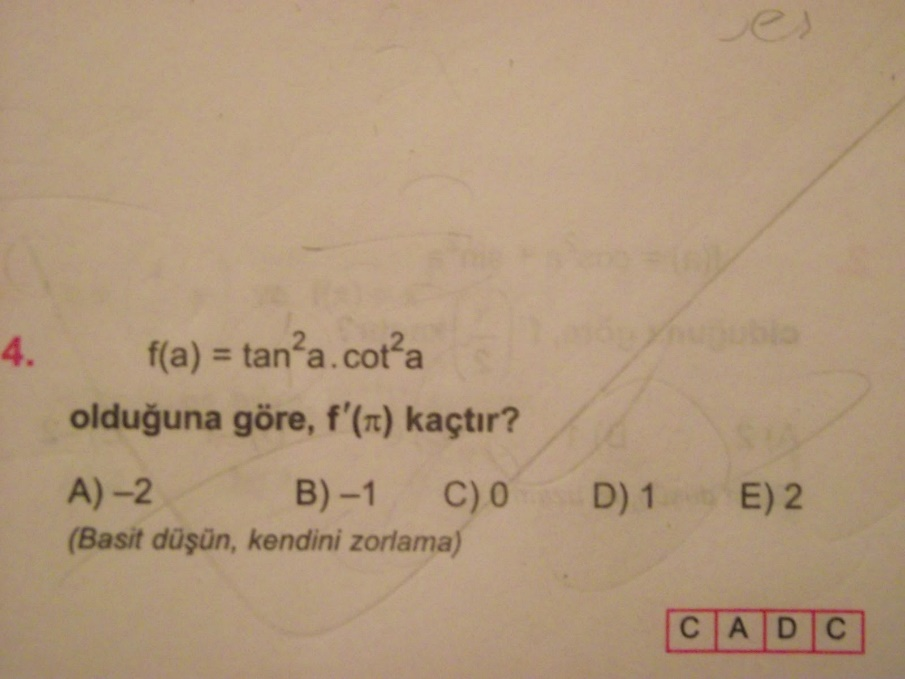 4. f(a) = tan²a.cot²a
olduğuna göre, f'(π) kaçtır?
A) –2 B) –1 C) 0 D) 1 E) 2
(Basit düşün, kendini zorlama)
C A D C